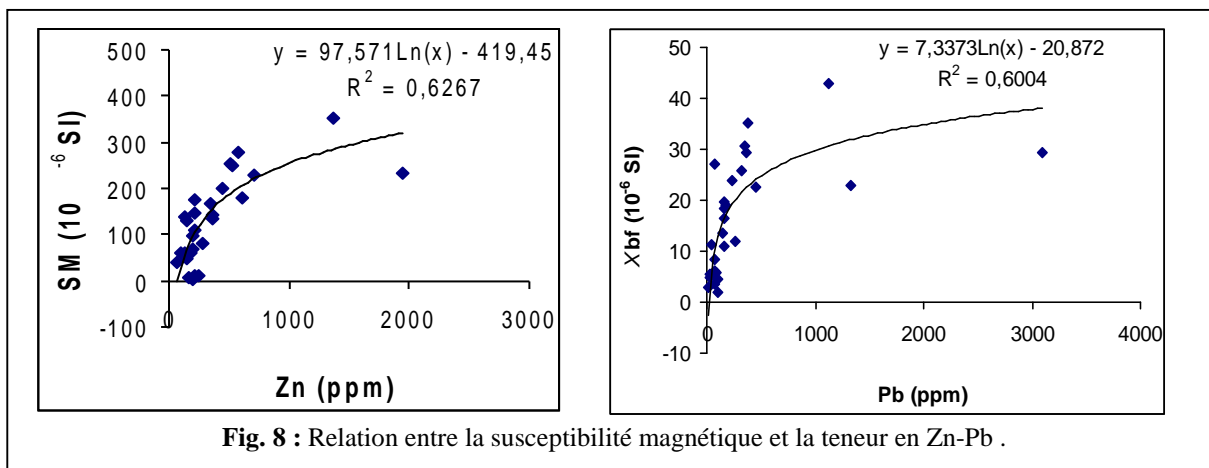 y = 97,571Ln(x) - 419,45
R² = 0,6267
500
400
300
200
100
0
-100
0 1000 2000 3000
SM (10 ⁻⁶ SI)
Zn (ppm)
y = 7,3373Ln(x) - 20,872
R² = 0,6004
50
40
30
20
10
0
-10
0 1000 2000 3000 4000
Xbf (10⁻⁶ SI)
Pb (ppm)
Fig. 8 : Relation entre la susceptibilité magnétique et la teneur en Zn-Pb .